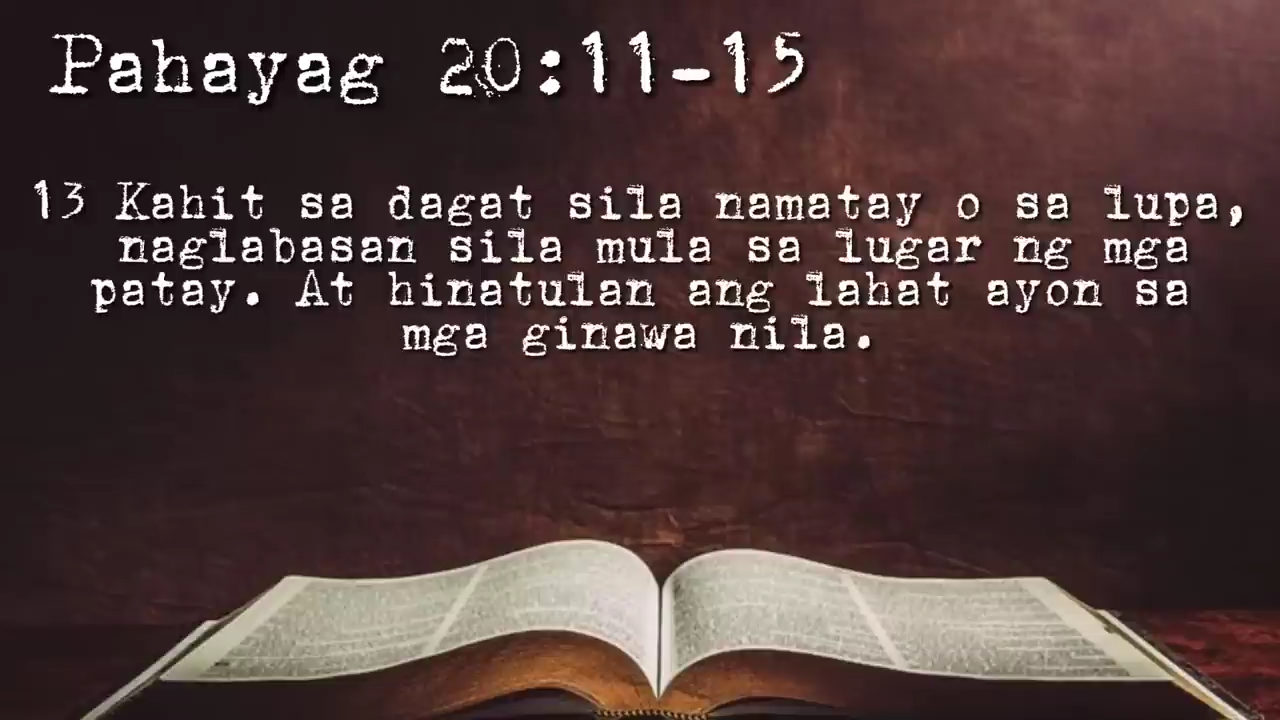 Pahayag 20:11-15
13 Kahit sa dagat sila namatay o sa lupa,
naglabasan sila mula sa lugar ng mga
patay. At hinatulan ang lahat ayon sa
mga ginawa nila.